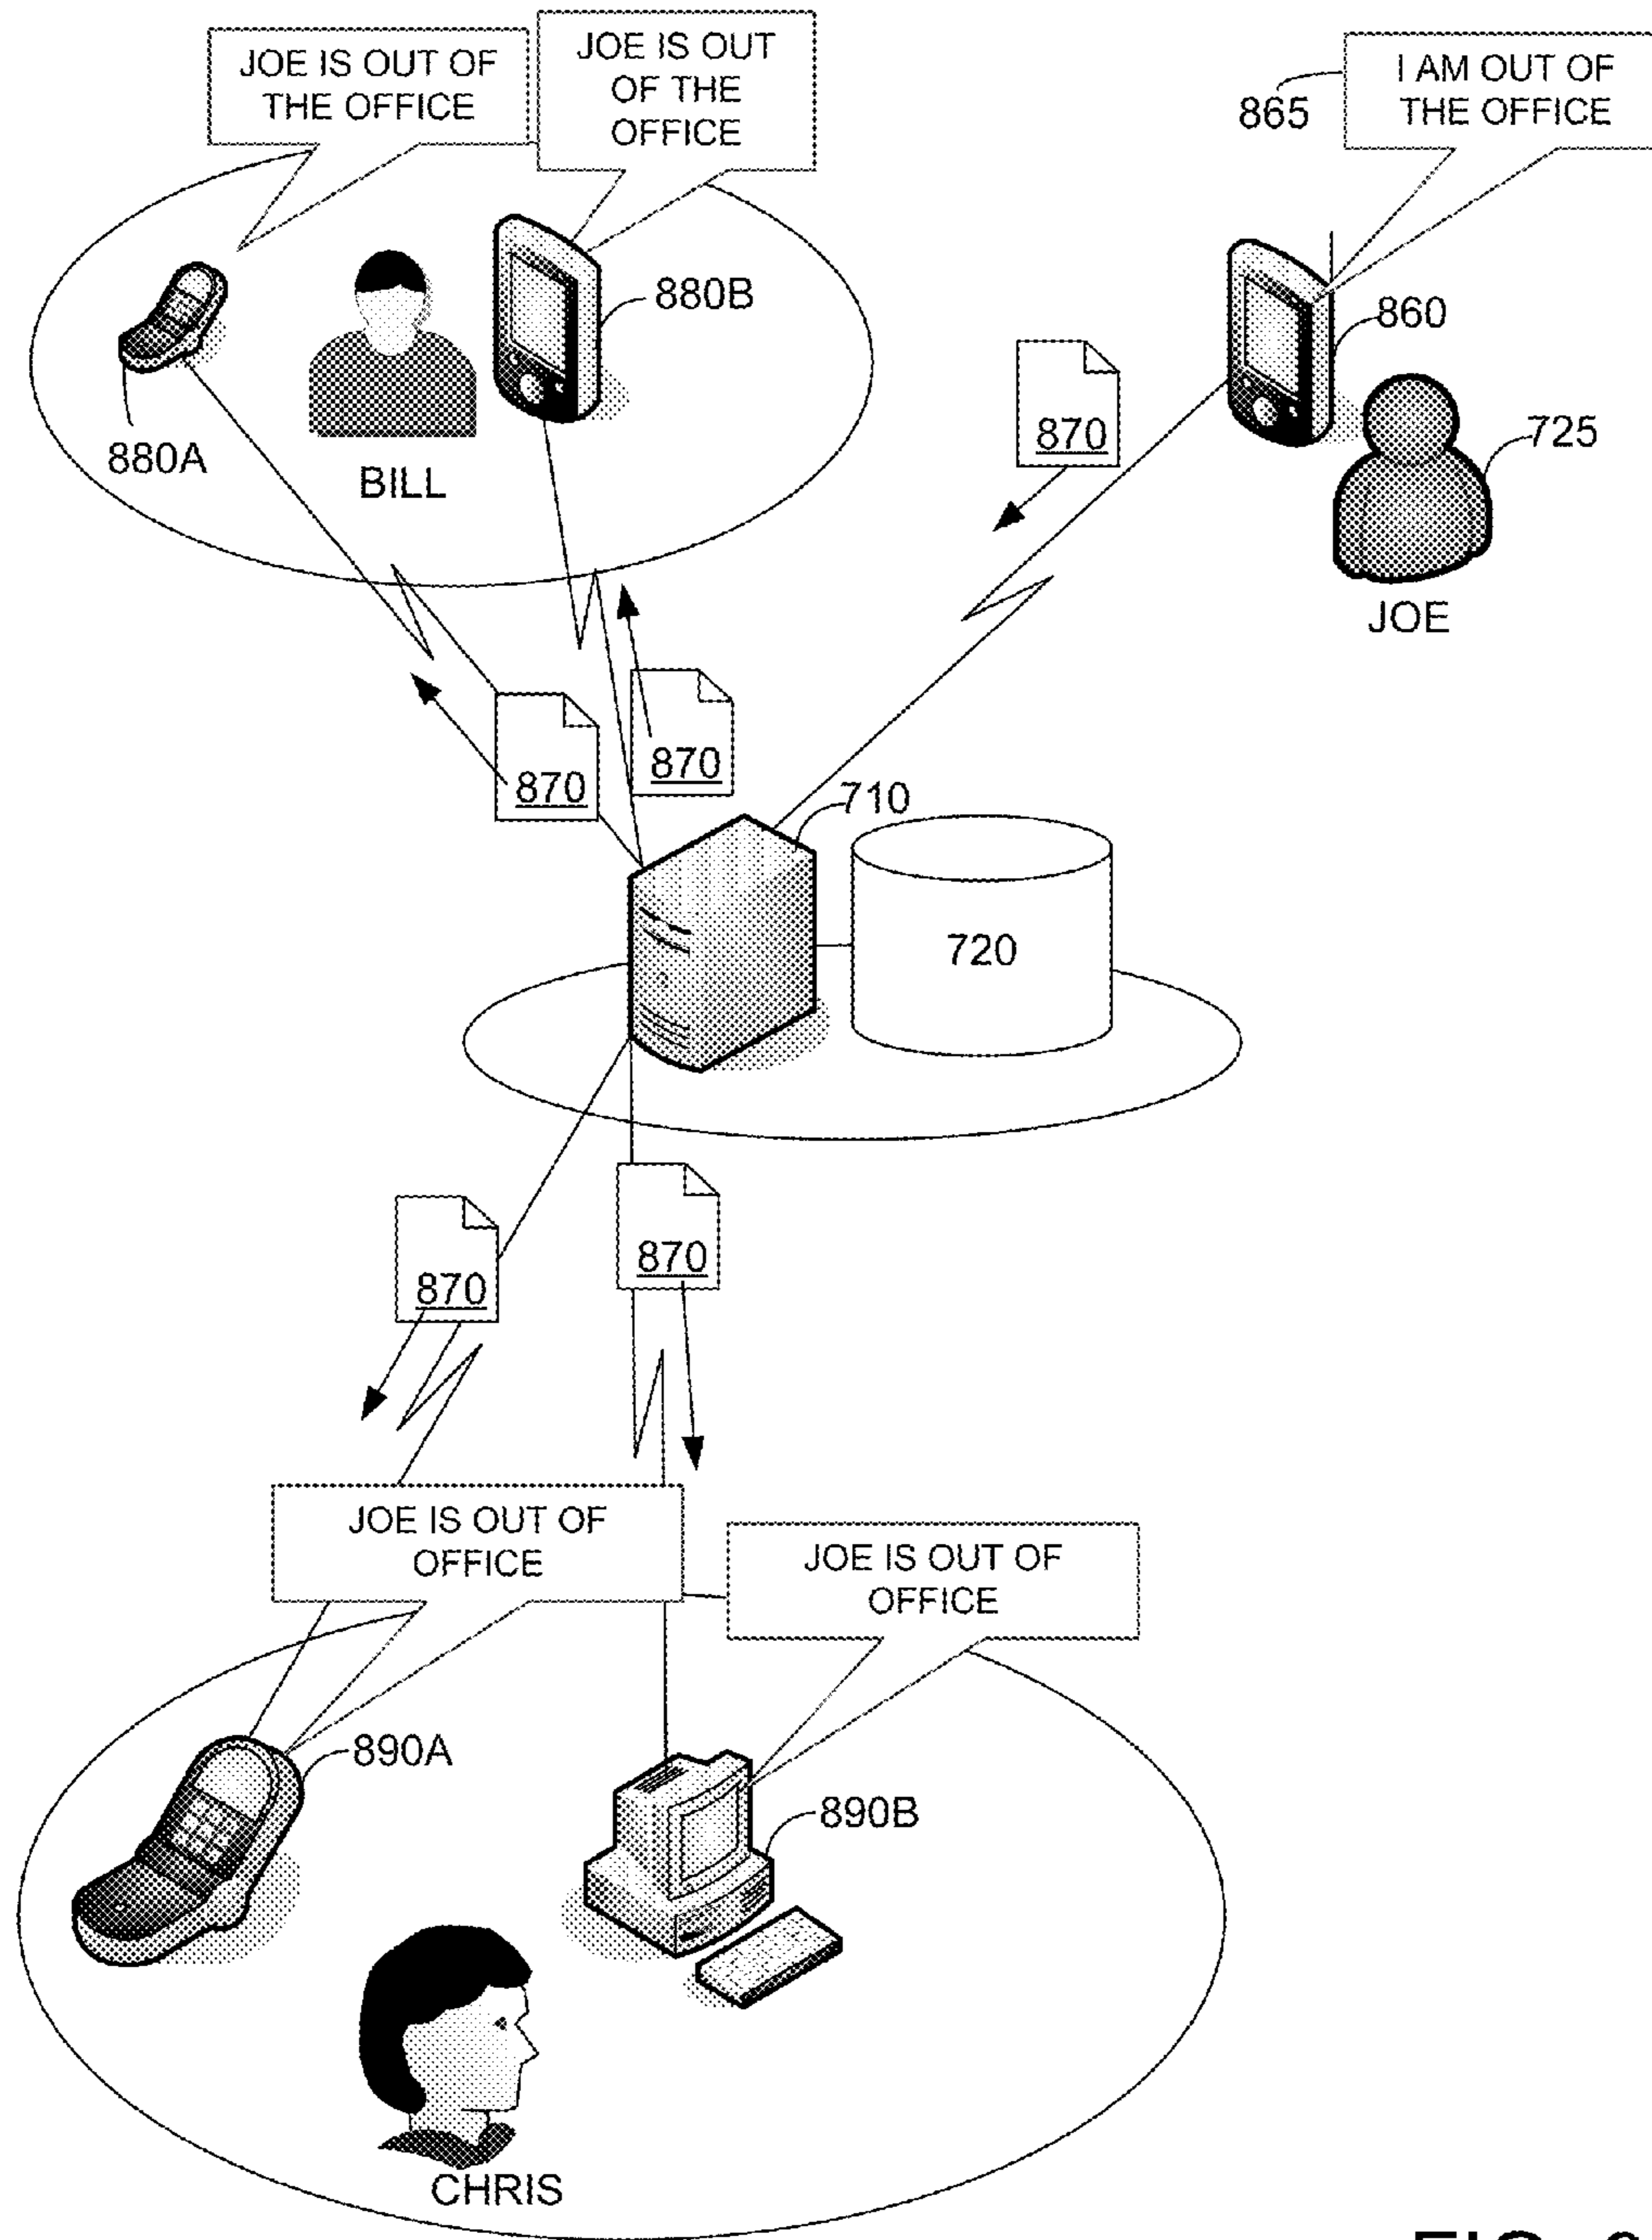 JOE IS OUT OF
THE OFFICE
JOE IS OUT
OF THE
OFFICE
I AM OUT OF
THE OFFICE
865
880B
860
870
725
880A
BILL
JOE
870
870
710
720
870
870
JOE IS OUT OF
OFFICE
JOE IS OUT OF
OFFICE
890A
890B
CHRIS